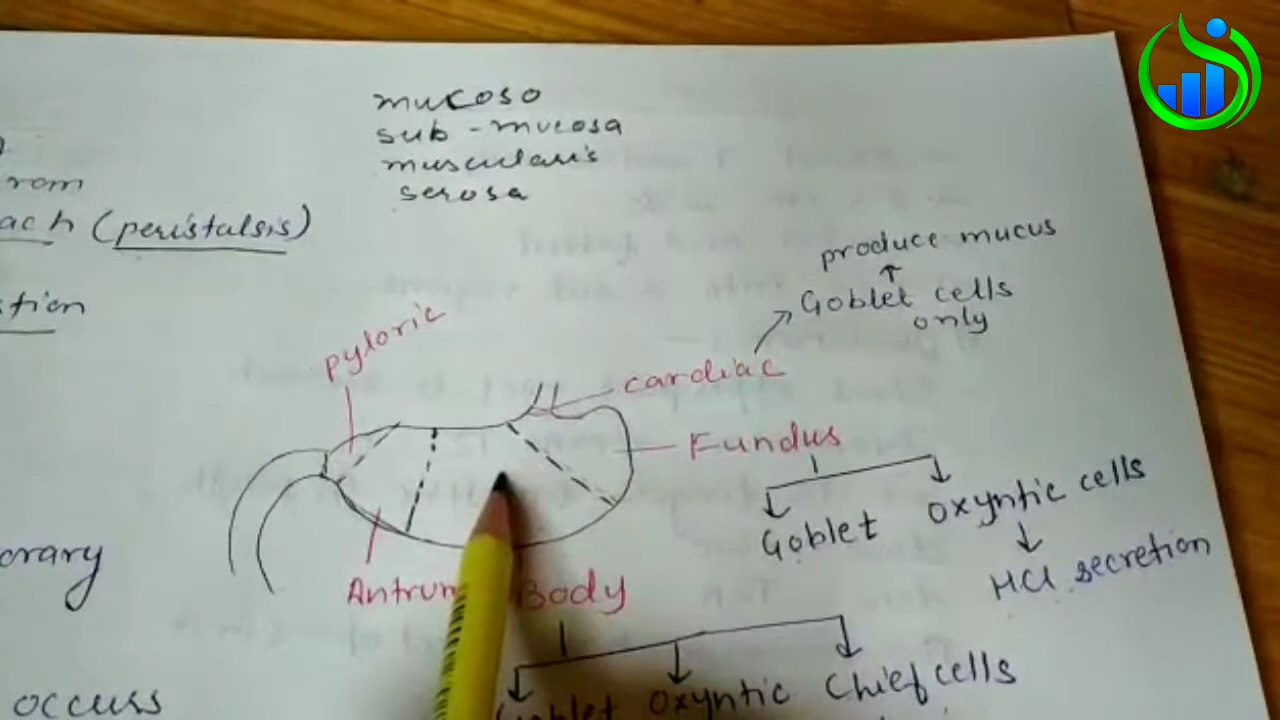 mucoso
sub - mucosa
muscularis
serosa
rom
ach (peristalsis)
produce mucus
Goblet cells
only
stion
pyloric
cardiac
Fundus
Goblet
Oxyntic cells
HCl secretion
orary
Antrum
Body
Goblet
Oxyntic
Chief cells
occurs